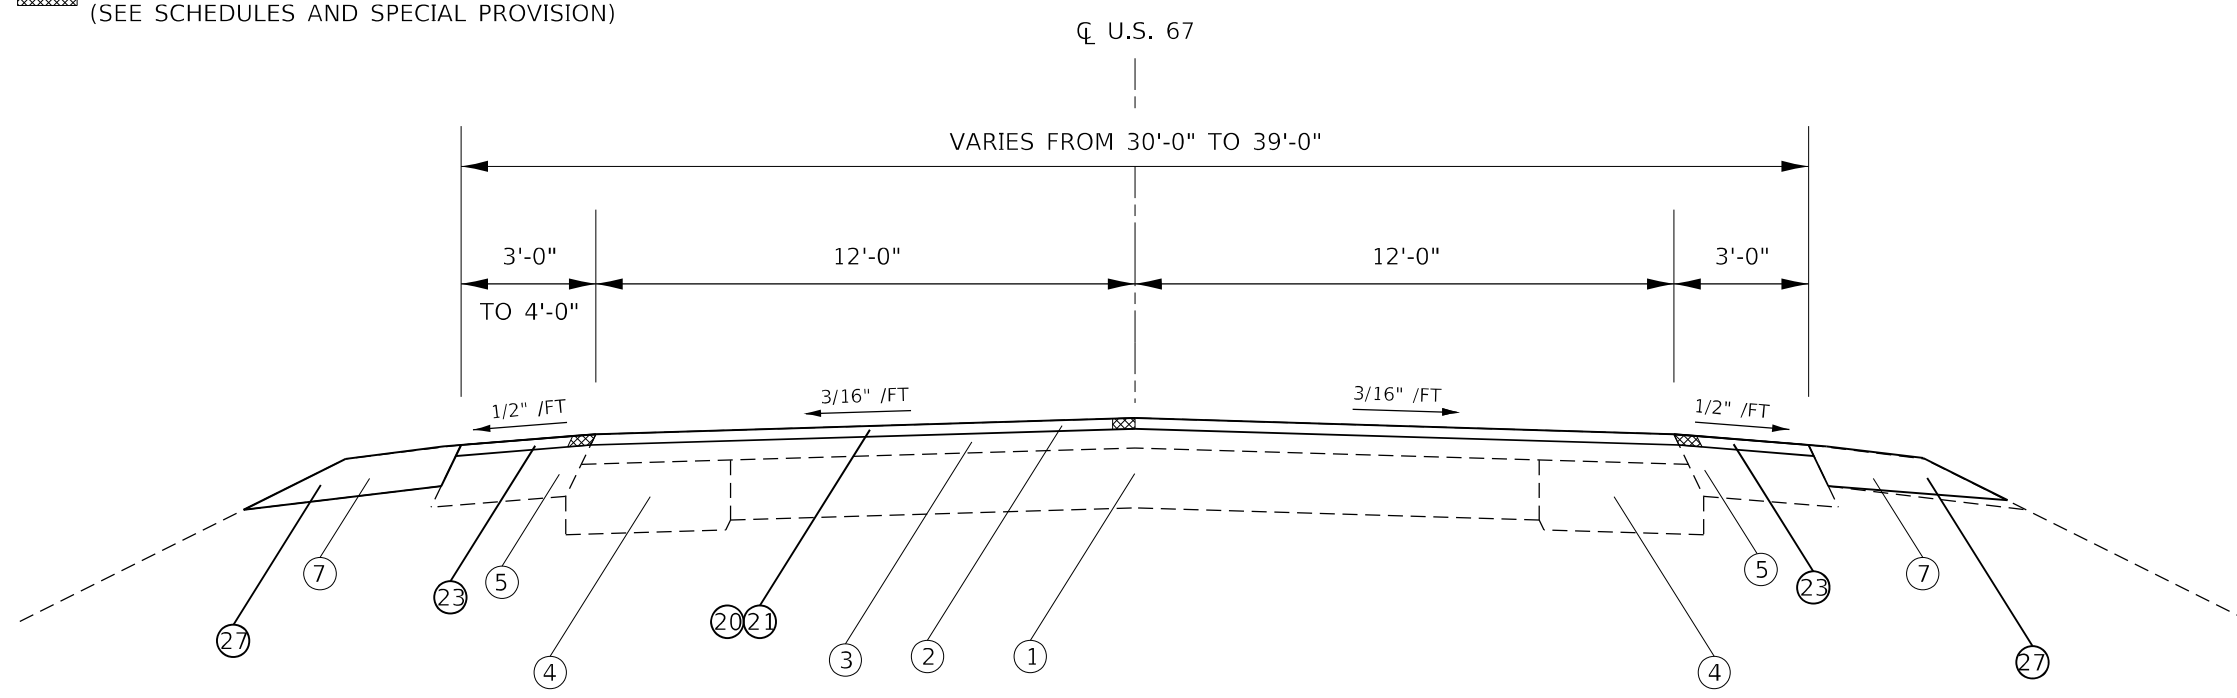 (SEE SCHEDULES AND SPECIAL PROVISION)
℄ U.S. 67
VARIES FROM 30'-0" TO 39'-0"
3'-0" 12'-0" 12'-0" 3'-0"
TO 4'-0"
1/2" /FT 3/16" /FT 3/16" /FT 1/2" /FT
7 23 5 5 23 7
27 20 21 27
4 3 2 1 4